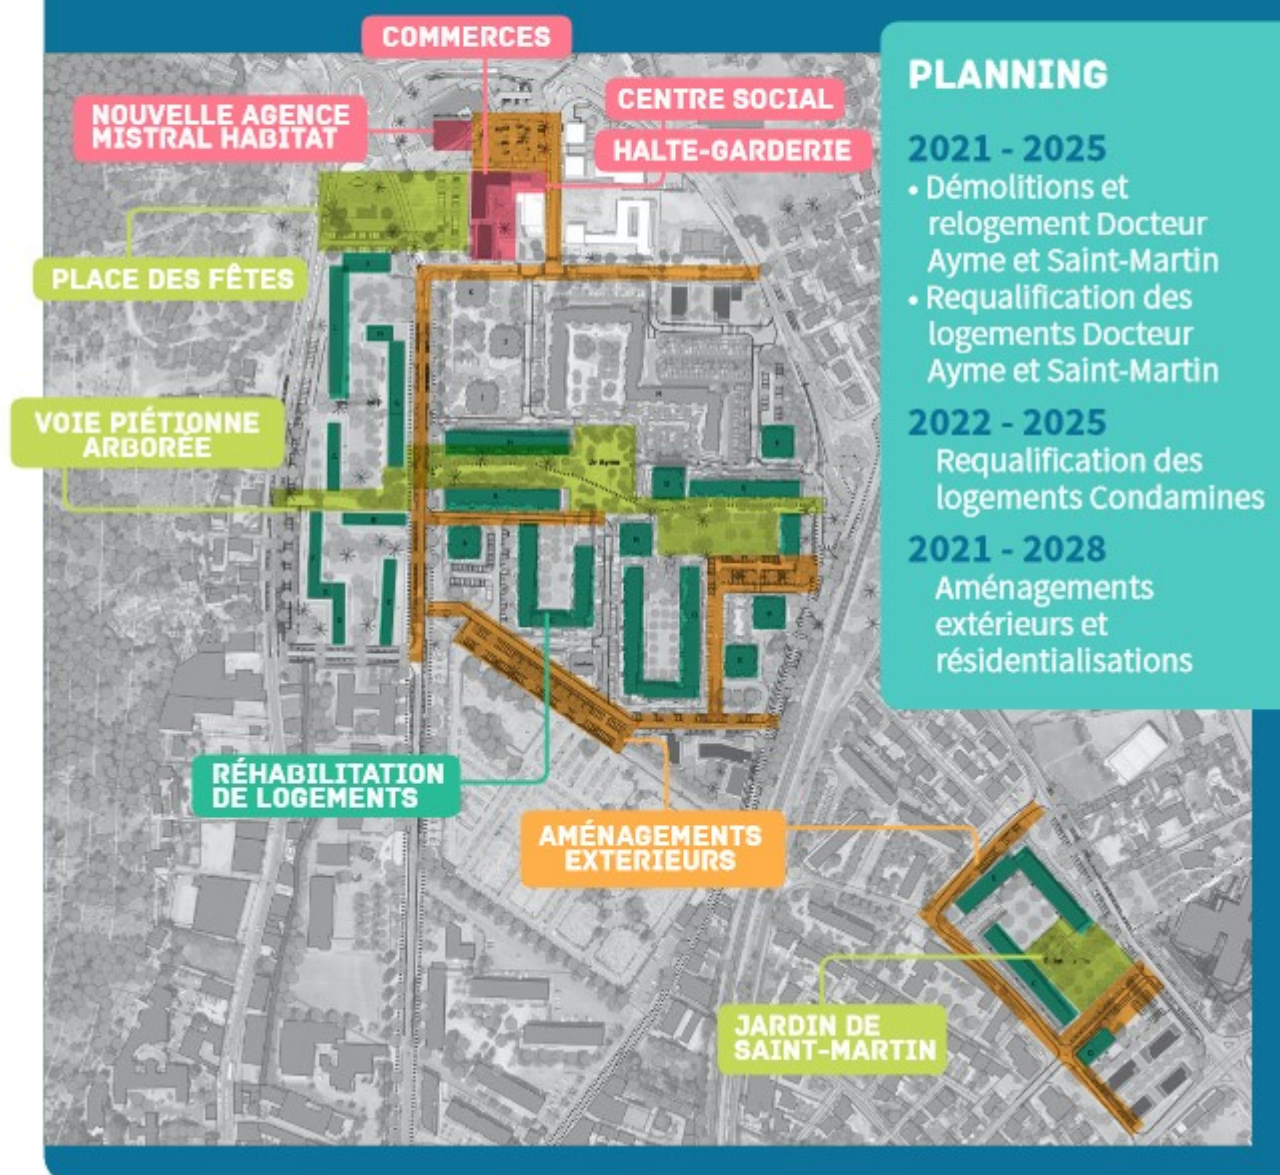 COMMERCES
NOUVELLE AGENCE
MISTRAL HABITAT
CENTRE SOCIAL
HALTE-GARDERIE
PLACE DES FÊTES
VOIE PIÉTIONNE
ARBORÉE
Dr Ayme
RÉHABILITATION
DE LOGEMENTS
AMÉNAGEMENTS
EXTERIEURS
JARDIN DE
SAINT-MARTIN
PLANNING
2021 - 2025
• Démolitions et
relogement Docteur
Ayme et Saint-Martin
• Requalification des
logements Docteur
Ayme et Saint-Martin
2022 - 2025
Requalification des
logements Condamines
2021 - 2028
Aménagements
extérieurs et
résidentialisations